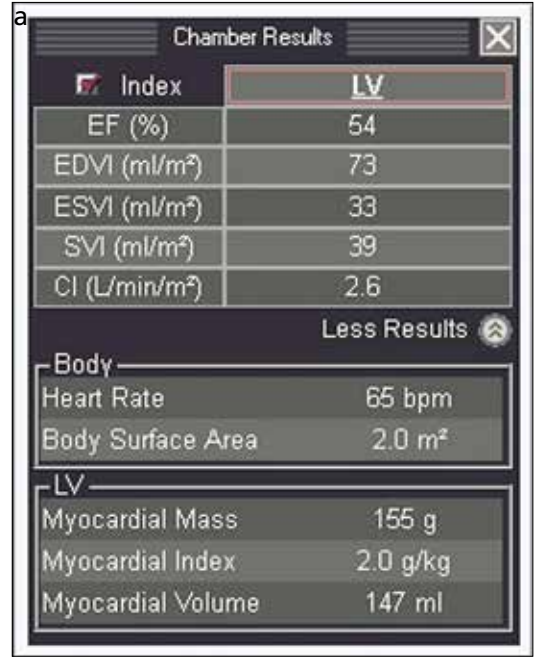 a
Chamber Results
Index LV
EF (%) 54
EDVI (ml/m²) 73
ESVI (ml/m²) 33
SVI (ml/m²) 39
CI (L/min/m²) 2.6
Less Results
Body
Heart Rate 65 bpm
Body Surface Area 2.0 m²
LV
Myocardial Mass 155 g
Myocardial Index 2.0 g/kg
Myocardial Volume 147 ml